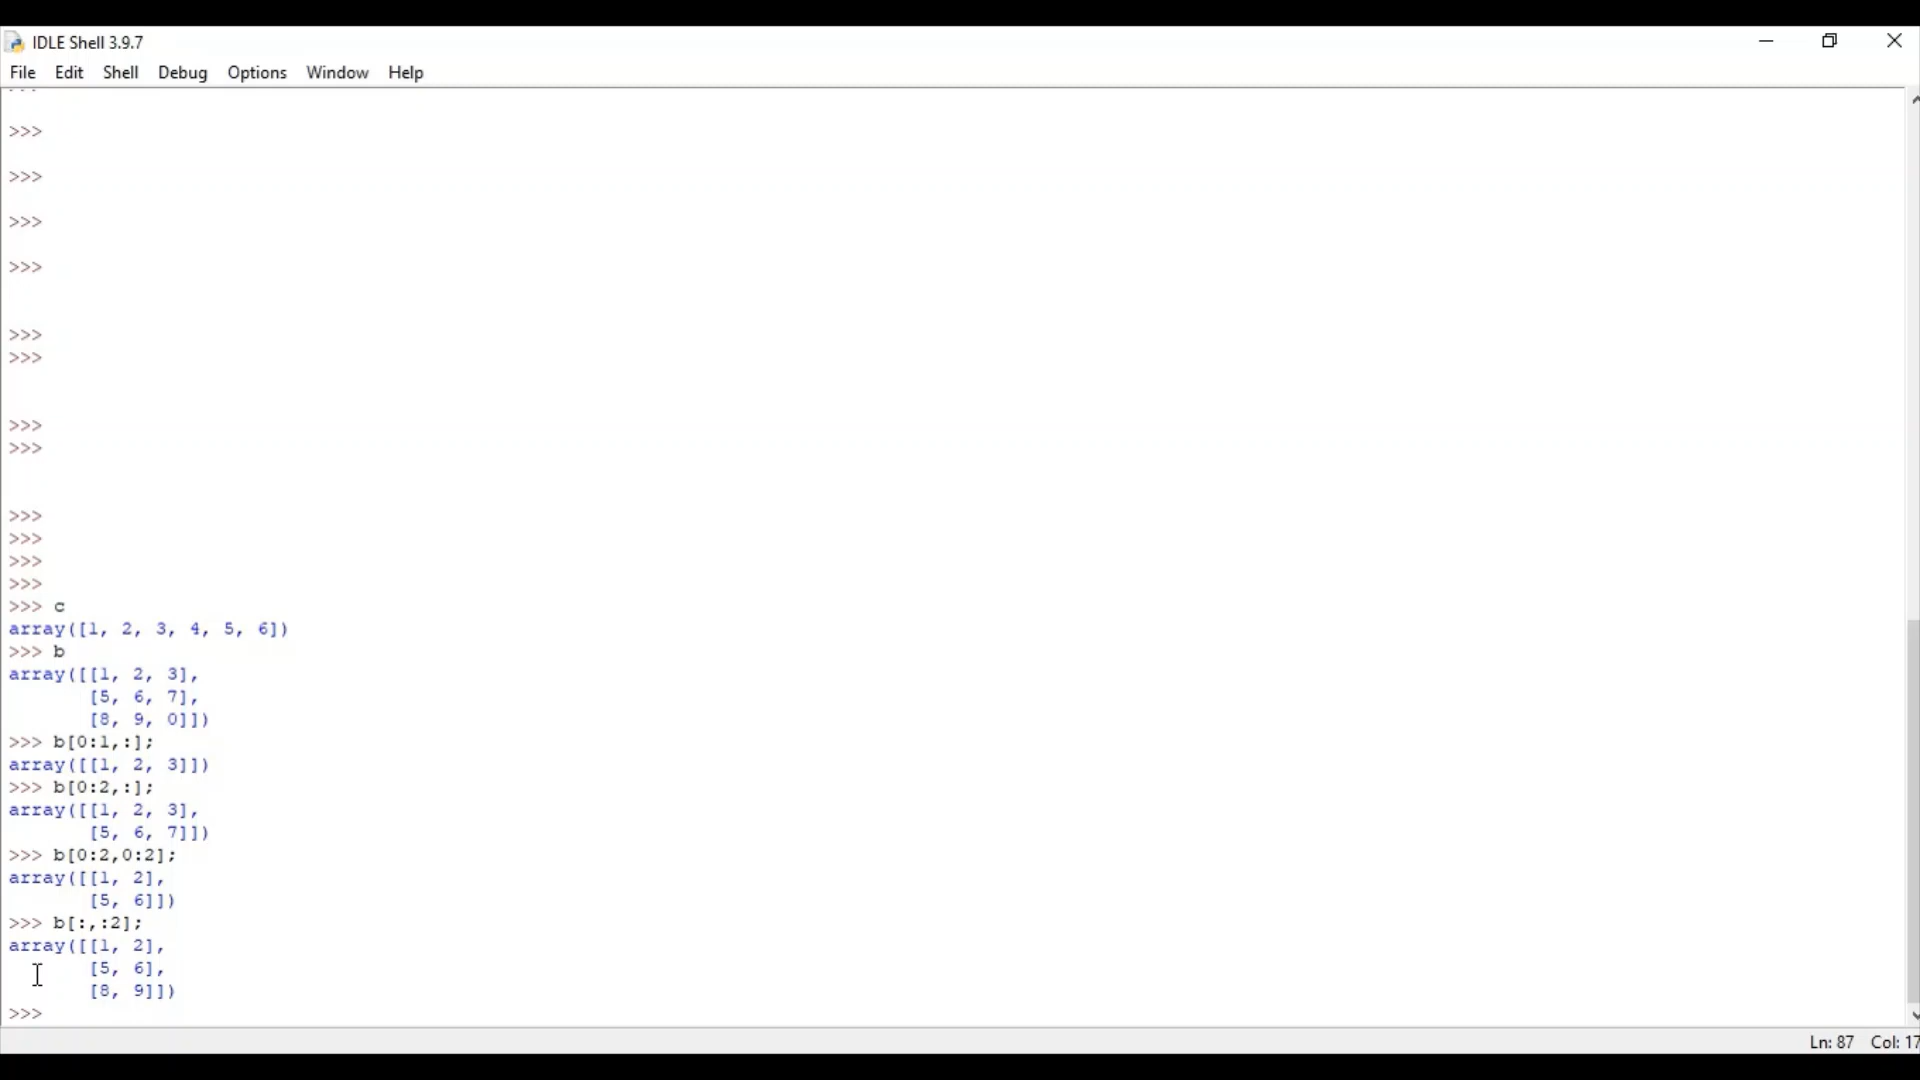 IDLE Shell 3.9.7
File Edit Shell Debug Options Window Help
>>>
>>>
>>>
>>>
>>>
>>>
>>>
>>>
>>>
>>>
>>>
>>>
>>> c
array([1, 2, 3, 4, 5, 6])
>>> b
array([[1, 2, 3],
       [5, 6, 7],
       [8, 9, 0]])
>>> b[0:1,:];
array([[1, 2, 3]])
>>> b[0:2,:];
array([[1, 2, 3],
       [5, 6, 7]])
>>> b[0:2,0:2];
array([[1, 2],
       [5, 6]])
>>> b[:,:2];
array([[1, 2],
       [5, 6],
       [8, 9]])
>>>
Ln: 87 Col: 17